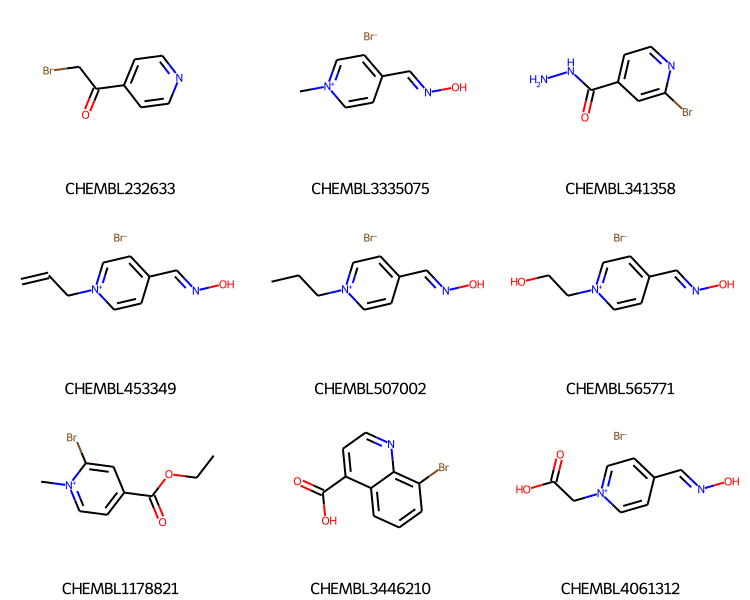 Br⁻
Br
N
O
N⁺
N
OH
H
N
H₂N
O
N
Br
CHEMBL232633
CHEMBL3335075
CHEMBL341358
Br⁻
Br⁻
Br⁻
N⁺
N
OH
N⁺
N
OH
HO
N⁺
N
OH
CHEMBL453349
CHEMBL507002
CHEMBL565771
Br
N⁺
O
O
N
Br
O
OH
Br⁻
O
HO
N⁺
N
OH
CHEMBL1178821
CHEMBL3446210
CHEMBL4061312